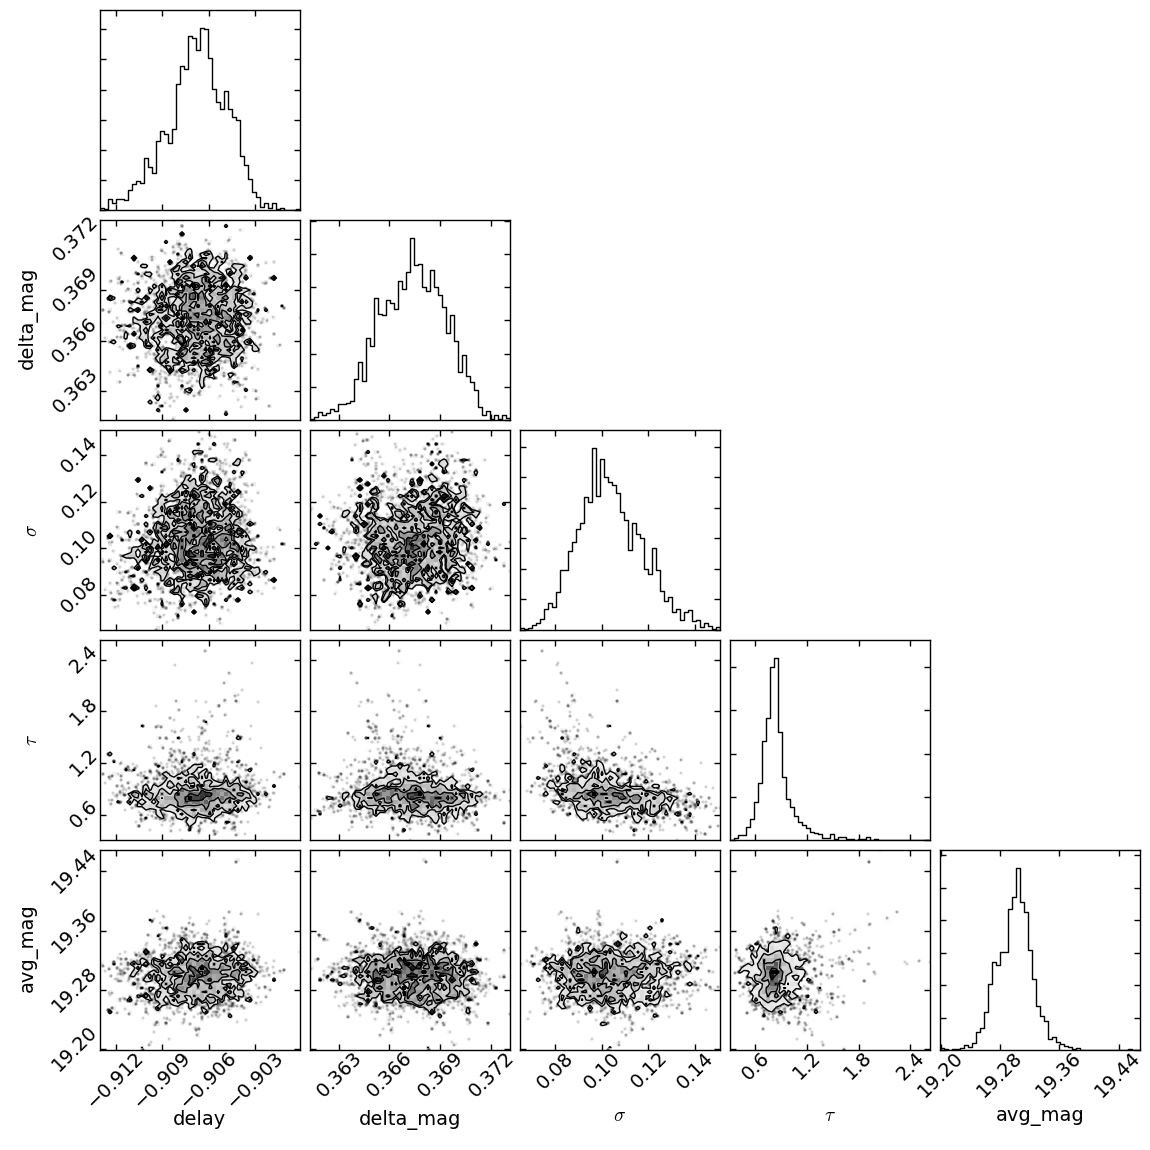 0.372
0.369
0.366
0.363
delta_mag
0.14
0.12
0.10
0.08
σ
2.4
1.8
1.2
0.6
τ
19.44
19.36
19.28
19.20
avg_mag
−0.912 −0.909 −0.906 −0.903
0.363 0.366 0.369 0.372
0.08 0.10 0.12 0.14
0.6 1.2 1.8 2.4
19.20 19.28 19.36 19.44
delay delta_mag σ τ avg_mag